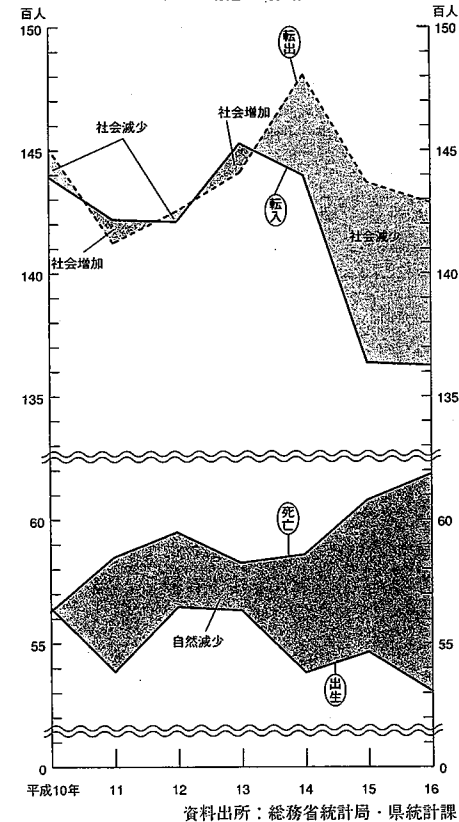 百人
百人
150
150
転出
社会増加
社会減少
145
145
転入
社会減少
社会増加
140
140
135
135
死亡
60
60
自然減少
55
55
出生
0
0
平成10年 11 12 13 14 15 16
資料出所：総務省統計局・県統計課